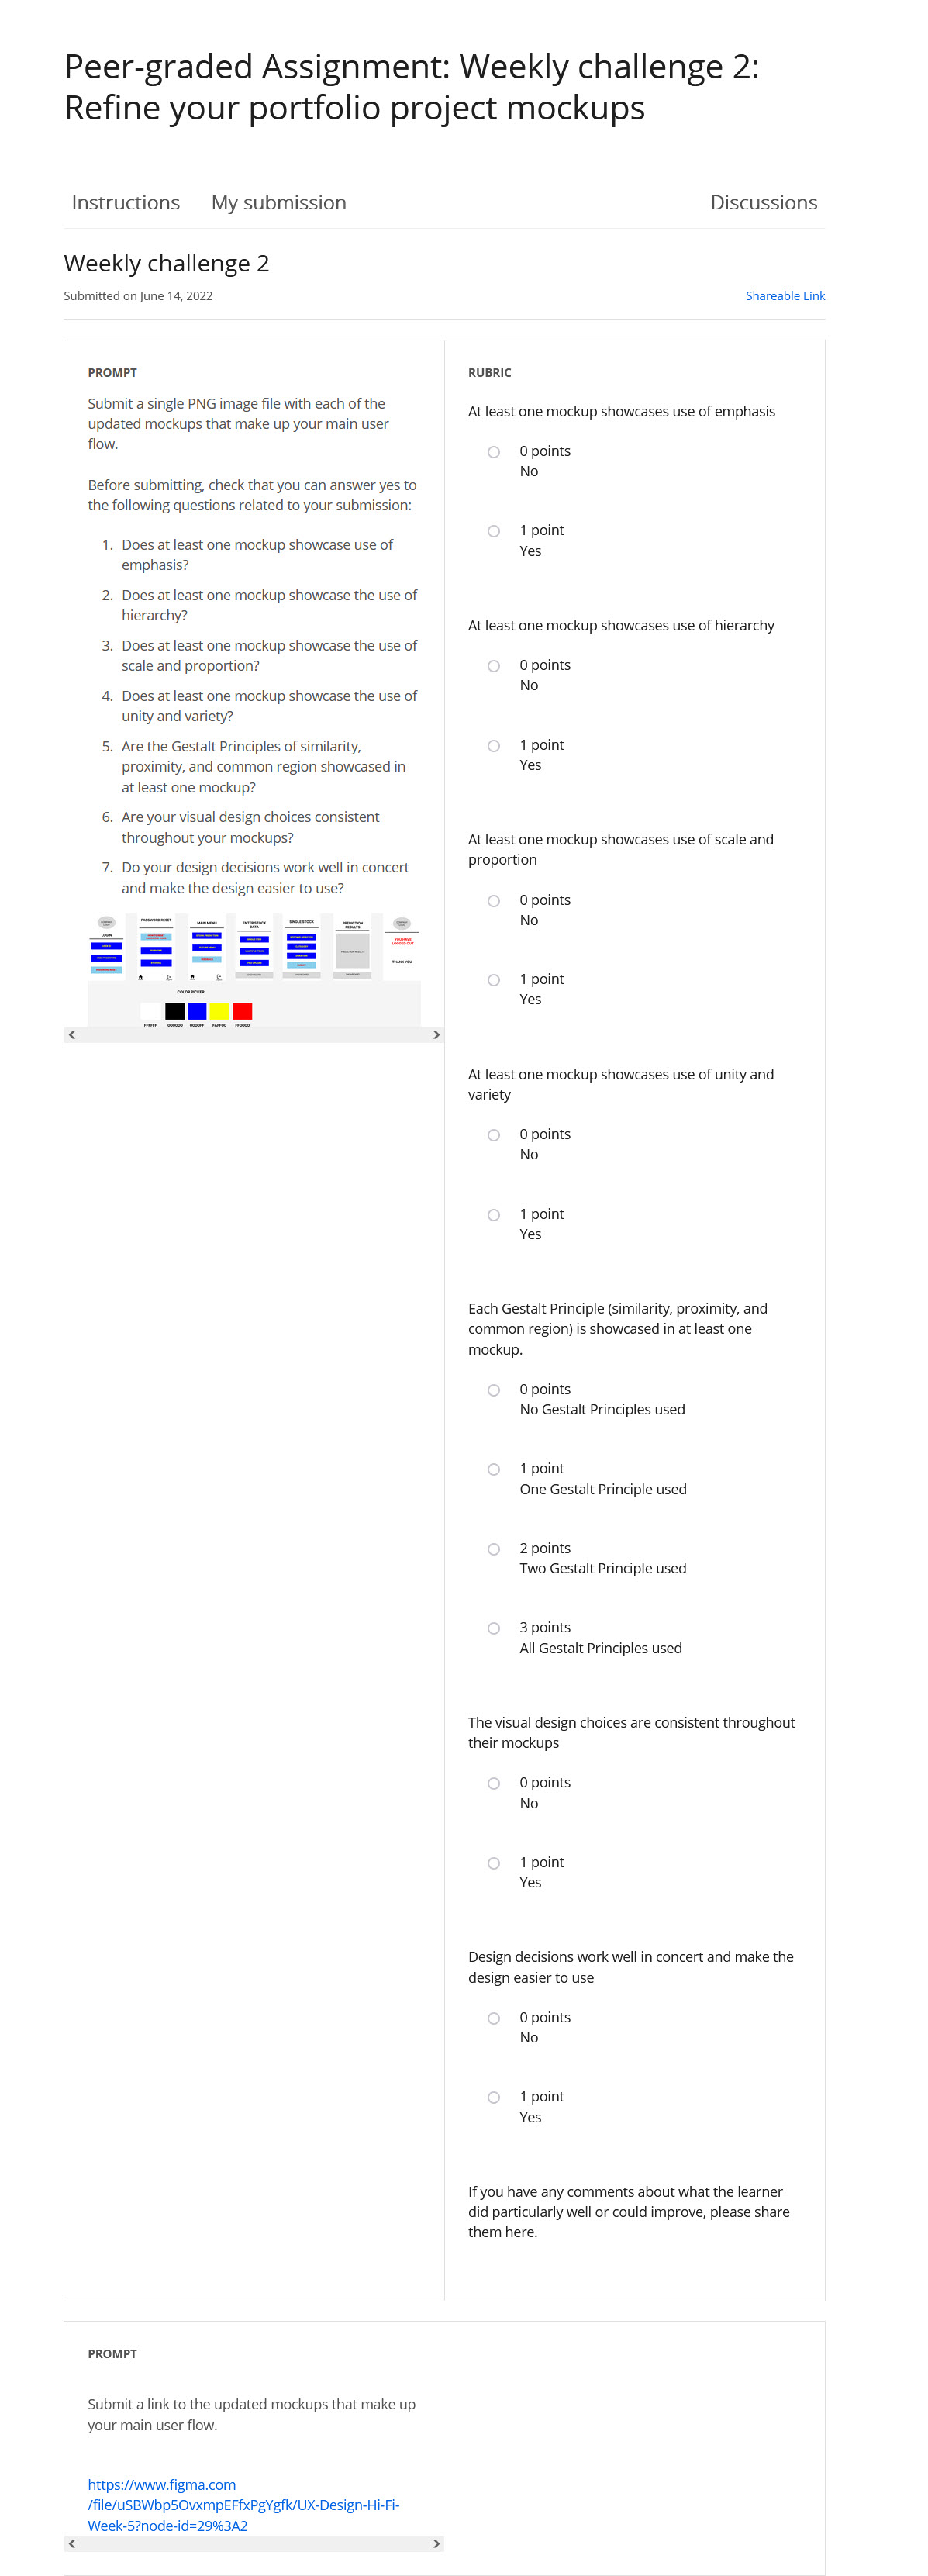 Peer-graded Assignment: Weekly challenge 2:
Refine your portfolio project mockups
Instructions
My submission
Discussions
Weekly challenge 2
Submitted on June 14, 2022
Shareable Link
PROMPT
Submit a single PNG image file with each of the
updated mockups that make up your main user
flow.
Before submitting, check that you can answer yes to
the following questions related to your submission:
1. Does at least one mockup showcase use of
emphasis?
2. Does at least one mockup showcase the use of
hierarchy?
3. Does at least one mockup showcase the use of
scale and proportion?
4. Does at least one mockup showcase the use of
unity and variety?
5. Are the Gestalt Principles of similarity,
proximity, and common region showcased in
at least one mockup?
6. Are your visual design choices consistent
throughout your mockups?
7. Do your design decisions work well in concert
and make the design easier to use?
LOGIN
PASSWORD RESET
MAIN MENU
ENTER STOCK
DATA
SINGLE STOCK
PREDICTION
RESULTS
YOU HAVE
LOGGED OUT
THANK YOU
COLOR PICKER
FFFFFF
000000
0000FF
FF0000
RUBRIC
At least one mockup showcases use of emphasis
0 points
No
1 point
Yes
At least one mockup showcases use of hierarchy
0 points
No
1 point
Yes
At least one mockup showcases use of scale and
proportion
0 points
No
1 point
Yes
At least one mockup showcases use of unity and
variety
0 points
No
1 point
Yes
Each Gestalt Principle (similarity, proximity, and
common region) is showcased in at least one
mockup.
0 points
No Gestalt Principles used
1 point
One Gestalt Principle used
2 points
Two Gestalt Principle used
3 points
All Gestalt Principles used
The visual design choices are consistent throughout
their mockups
0 points
No
1 point
Yes
Design decisions work well in concert and make the
design easier to use
0 points
No
1 point
Yes
If you have any comments about what the learner
did particularly well or could improve, please share
them here.
PROMPT
Submit a link to the updated mockups that make up
your main user flow.
https://www.figma.com
/file/uSBWbp5OvxmpEFfxPgYgfk/UX-Design-Hi-Fi-
Week-5?node-id=29%3A2